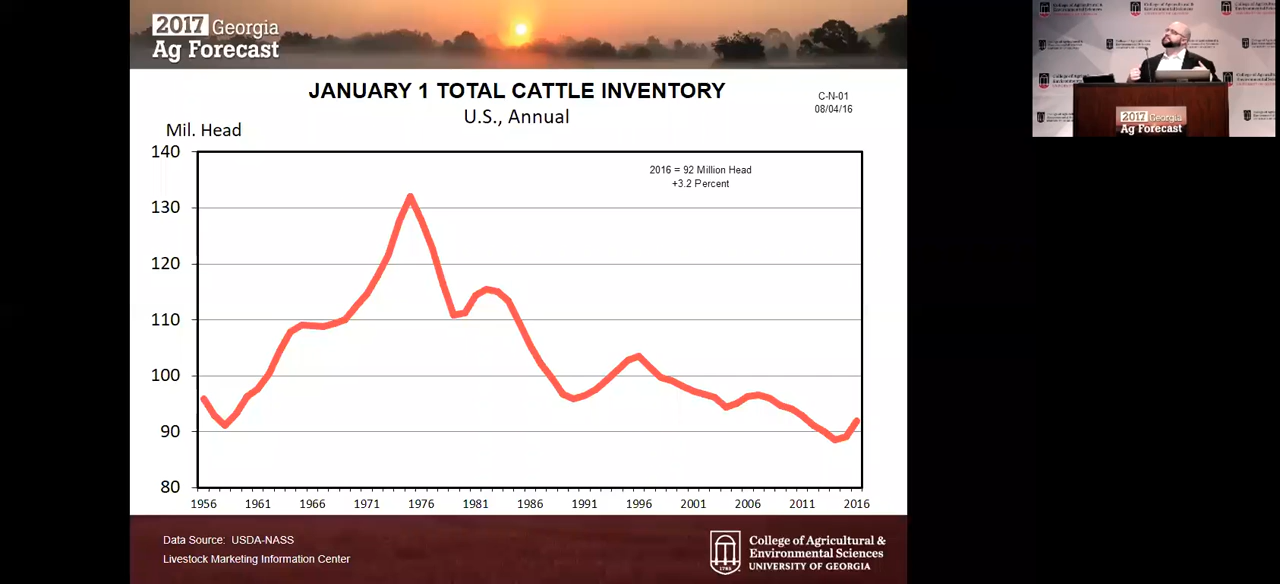 2017 Georgia
Ag Forecast
JANUARY 1 TOTAL CATTLE INVENTORY
U.S., Annual
C-N-01
08/04/16
Mil. Head
2016 = 92 Million Head
+3.2 Percent
140
130
120
110
100
90
80
1956 1961 1966 1971 1976 1981 1986 1991 1996 2001 2006 2011 2016
Data Source: USDA-NASS
Livestock Marketing Information Center
1785
College of Agricultural &
Environmental Sciences
UNIVERSITY OF GEORGIA
2017 Georgia
Ag Forecast